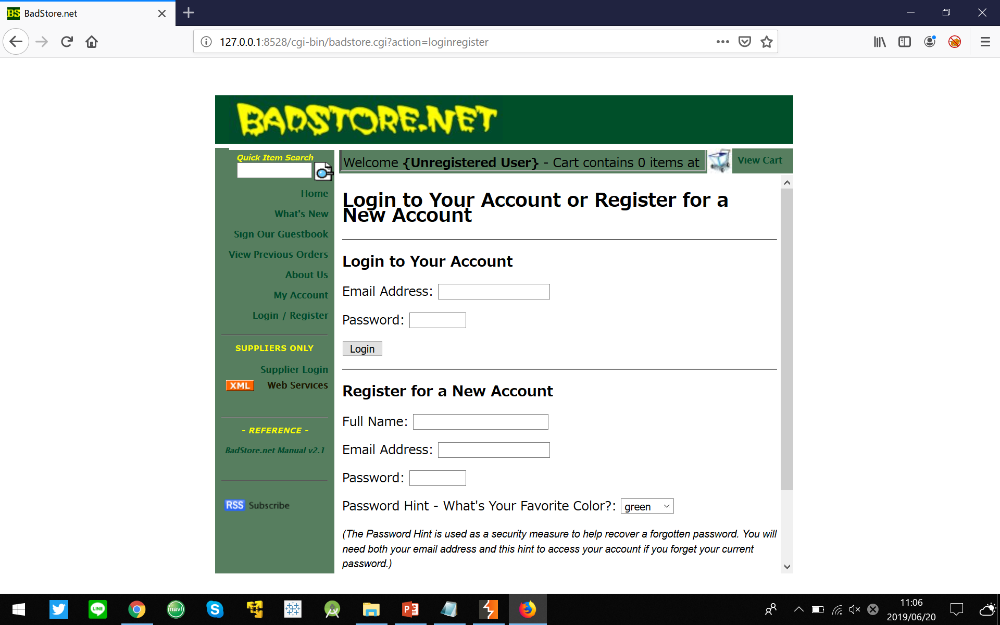 BS BadStore.net
127.0.0.1:8528/cgi-bin/badstore.cgi?action=loginregister
BADSTORE.NET
Quick Item Search
Welcome {Unregistered User} - Cart contains 0 items at
View Cart
Home
What's New
Sign Our Guestbook
View Previous Orders
About Us
My Account
Login / Register
SUPPLIERS ONLY
Supplier Login
XML Web Services
- REFERENCE -
BadStore.net Manual v2.1
RSS Subscribe
Login to Your Account or Register for a
New Account
Login to Your Account
Email Address:
Password:
Login
Register for a New Account
Full Name:
Email Address:
Password:
Password Hint - What's Your Favorite Color?: green
(The Password Hint is used as a security measure to help recover a forgotten password. You will
need both your email address and this hint to access your account if you forget your current
password.)
LINE
inav!
S
P
11:06
2019/06/20